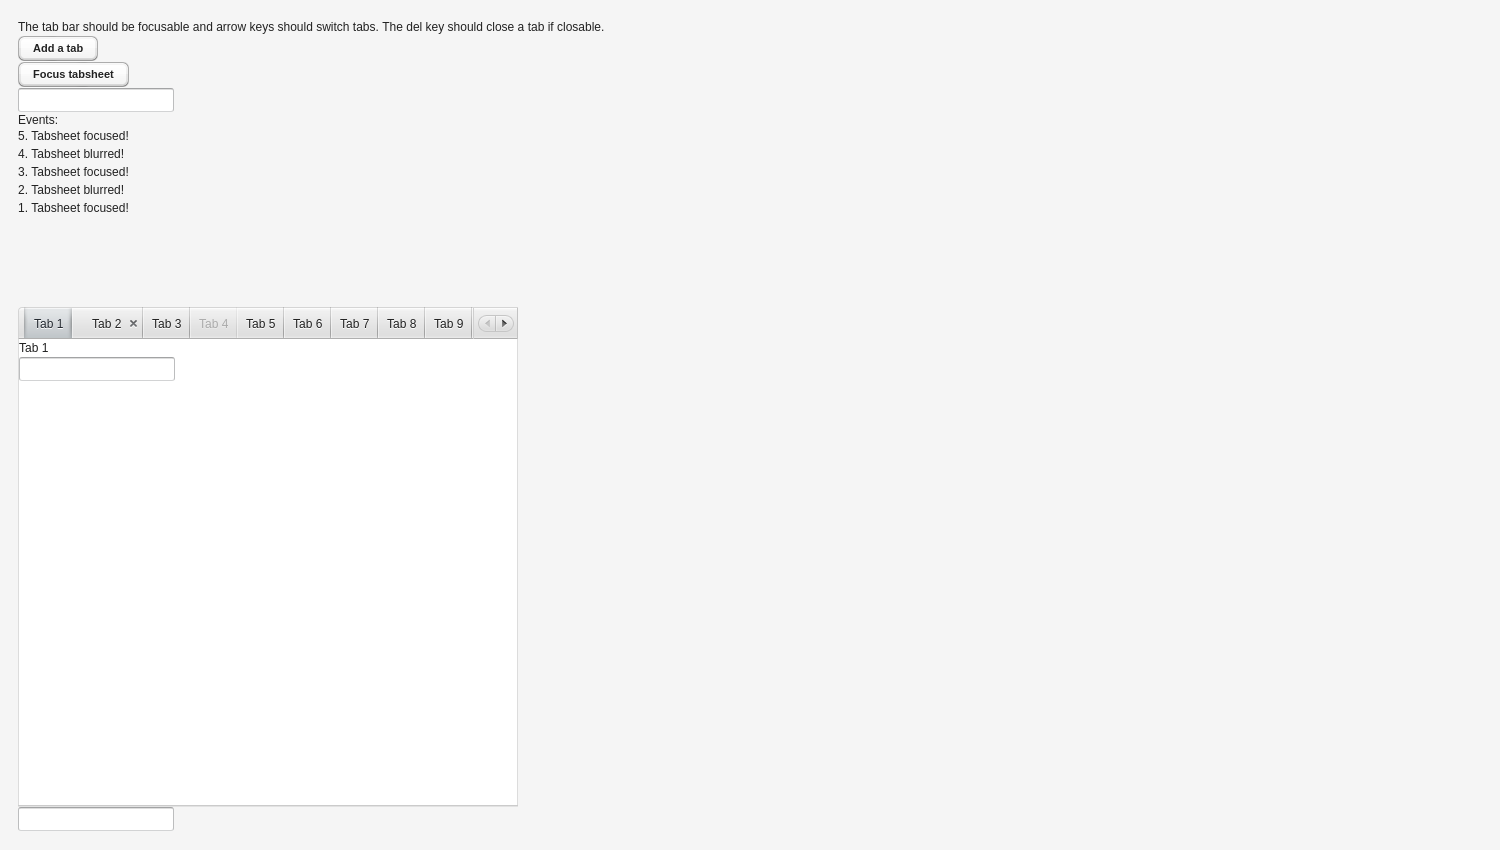 The tab bar should be focusable and arrow keys should switch tabs. The del key should close a tab if closable.
Add a tab
Focus tabsheet
Events:
5. Tabsheet focused!
4. Tabsheet blurred!
3. Tabsheet focused!
2. Tabsheet blurred!
1. Tabsheet focused!
Tab 1 Tab 2 Tab 3 Tab 4 Tab 5 Tab 6 Tab 7 Tab 8 Tab 9
Tab 1